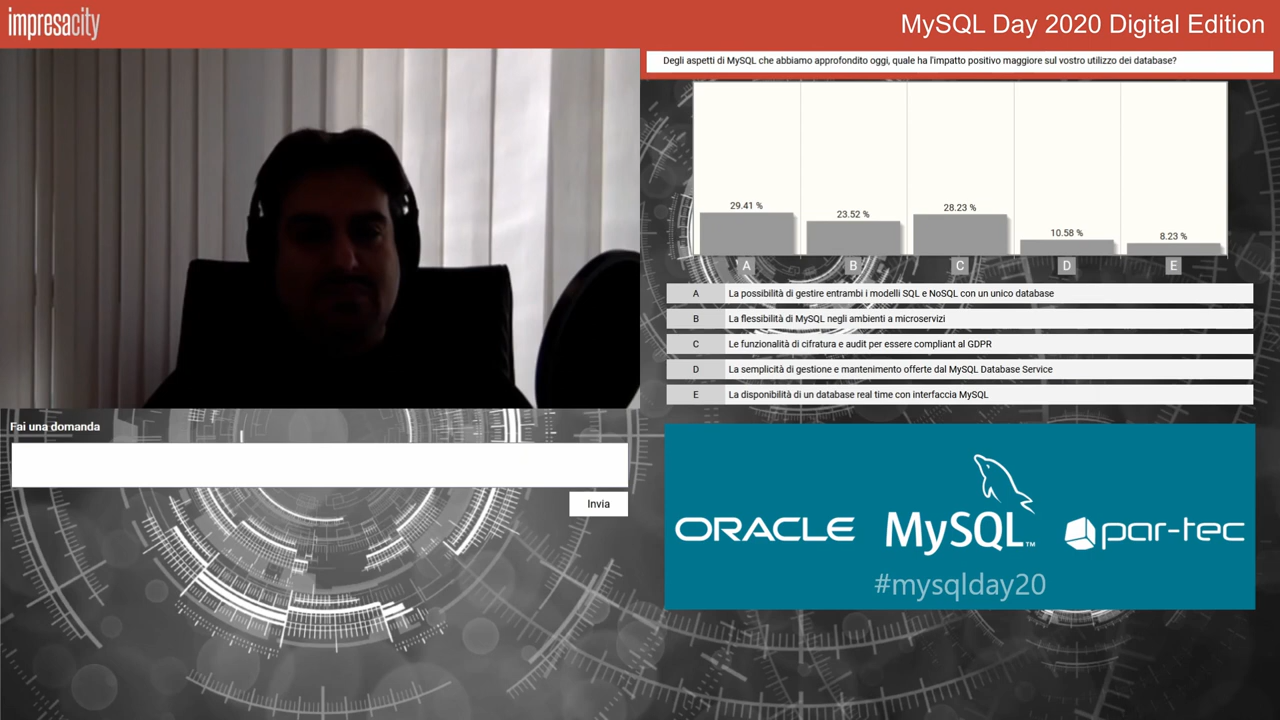 impresacity
MySQL Day 2020 Digital Edition
Degli aspetti di MySQL che abbiamo approfondito oggi, quale ha l'impatto positivo maggiore sul vostro utilizzo dei database?
29.41 %
23.52 %
28.23 %
10.58 %
8.23 %
A
B
C
D
E
A La possibilità di gestire entrambi i modelli SQL e NoSQL con un unico database
B La flessibilità di MySQL negli ambienti a microservizi
C Le funzionalità di cifratura e audit per essere compliant al GDPR
D La semplicità di gestione e mantenimento offerte dal MySQL Database Service
E La disponibilità di un database real time con interfaccia MySQL
Fai una domanda
Invia
ORACLE
MySQL™
par-tec
#mysqlday20